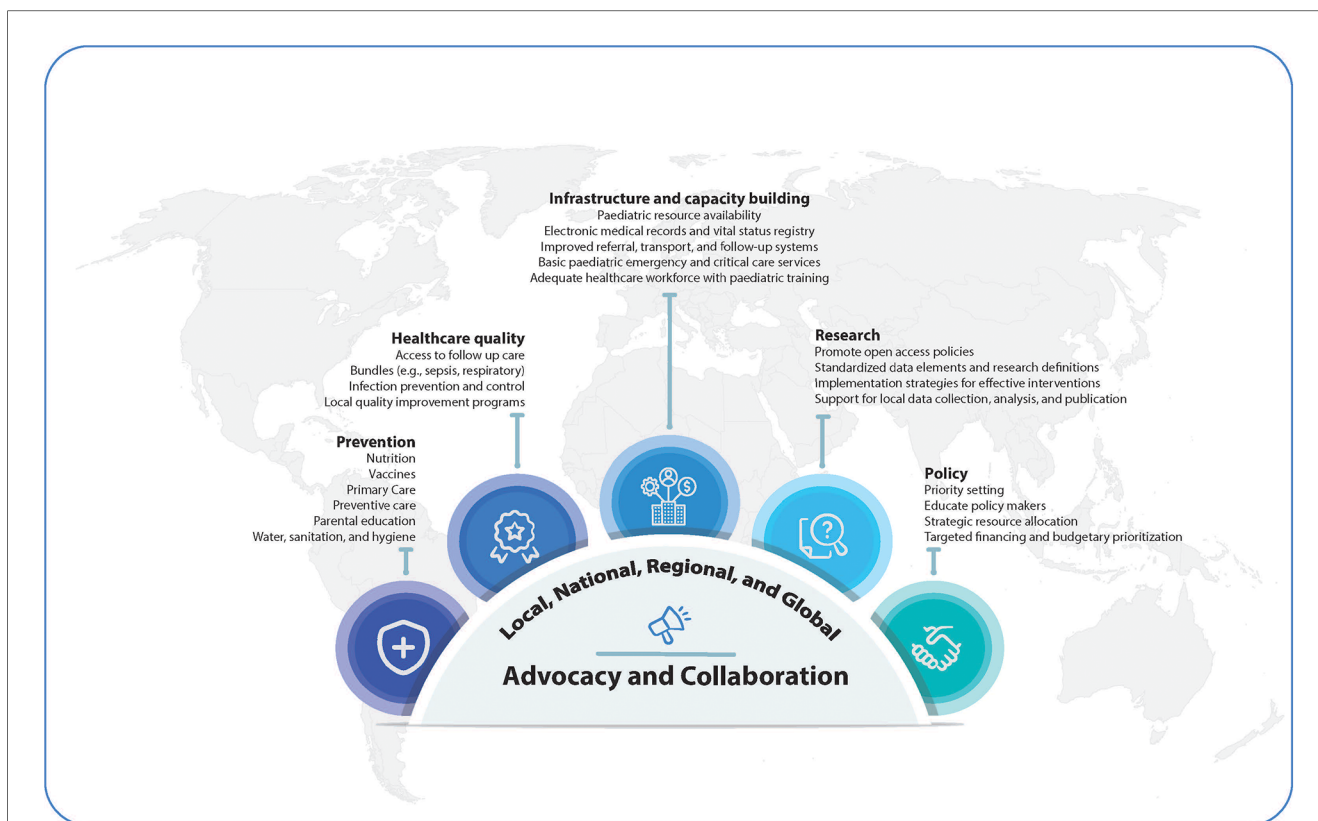 Infrastructure and capacity building
Paediatric resource availability
Electronic medical records and vital status registry
Improved referral, transport, and follow-up systems
Basic paediatric emergency and critical care services
Adequate healthcare workforce with paediatric training
Healthcare quality
Access to follow up care
Bundles (e.g., sepsis, respiratory)
Infection prevention and control
Local quality improvement programs
Research
Promote open access policies
Standardized data elements and research definitions
Implementation strategies for effective interventions
Support for local data collection, analysis, and publication
Prevention
Nutrition
Vaccines
Primary Care
Preventive care
Parental education
Water, sanitation, and hygiene
Policy
Priority setting
Educate policy makers
Strategic resource allocation
Targeted financing and budgetary prioritization
Local, National, Regional, and Global
Advocacy and Collaboration